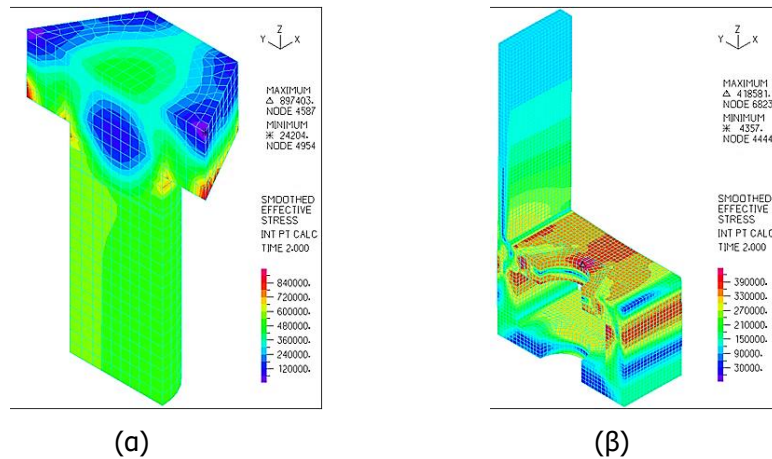 Z
Y X
MAXIMUM
Δ 897403.
NODE 4587
MINIMUM
✳ 24204.
NODE 4954
SMOOTHED
EFFECTIVE
STRESS
INT PT CALC
TIME 2.000
840000.
720000.
600000.
480000.
360000.
240000.
120000.
(α)
Z
Y X
MAXIMUM
Δ 418581.
NODE 6823
MINIMUM
✳ 4357.
NODE 4444
SMOOTHED
EFFECTIVE
STRESS
INT PT CALC
TIME 2.000
390000.
330000.
270000.
210000.
150000.
90000.
30000.
(β)